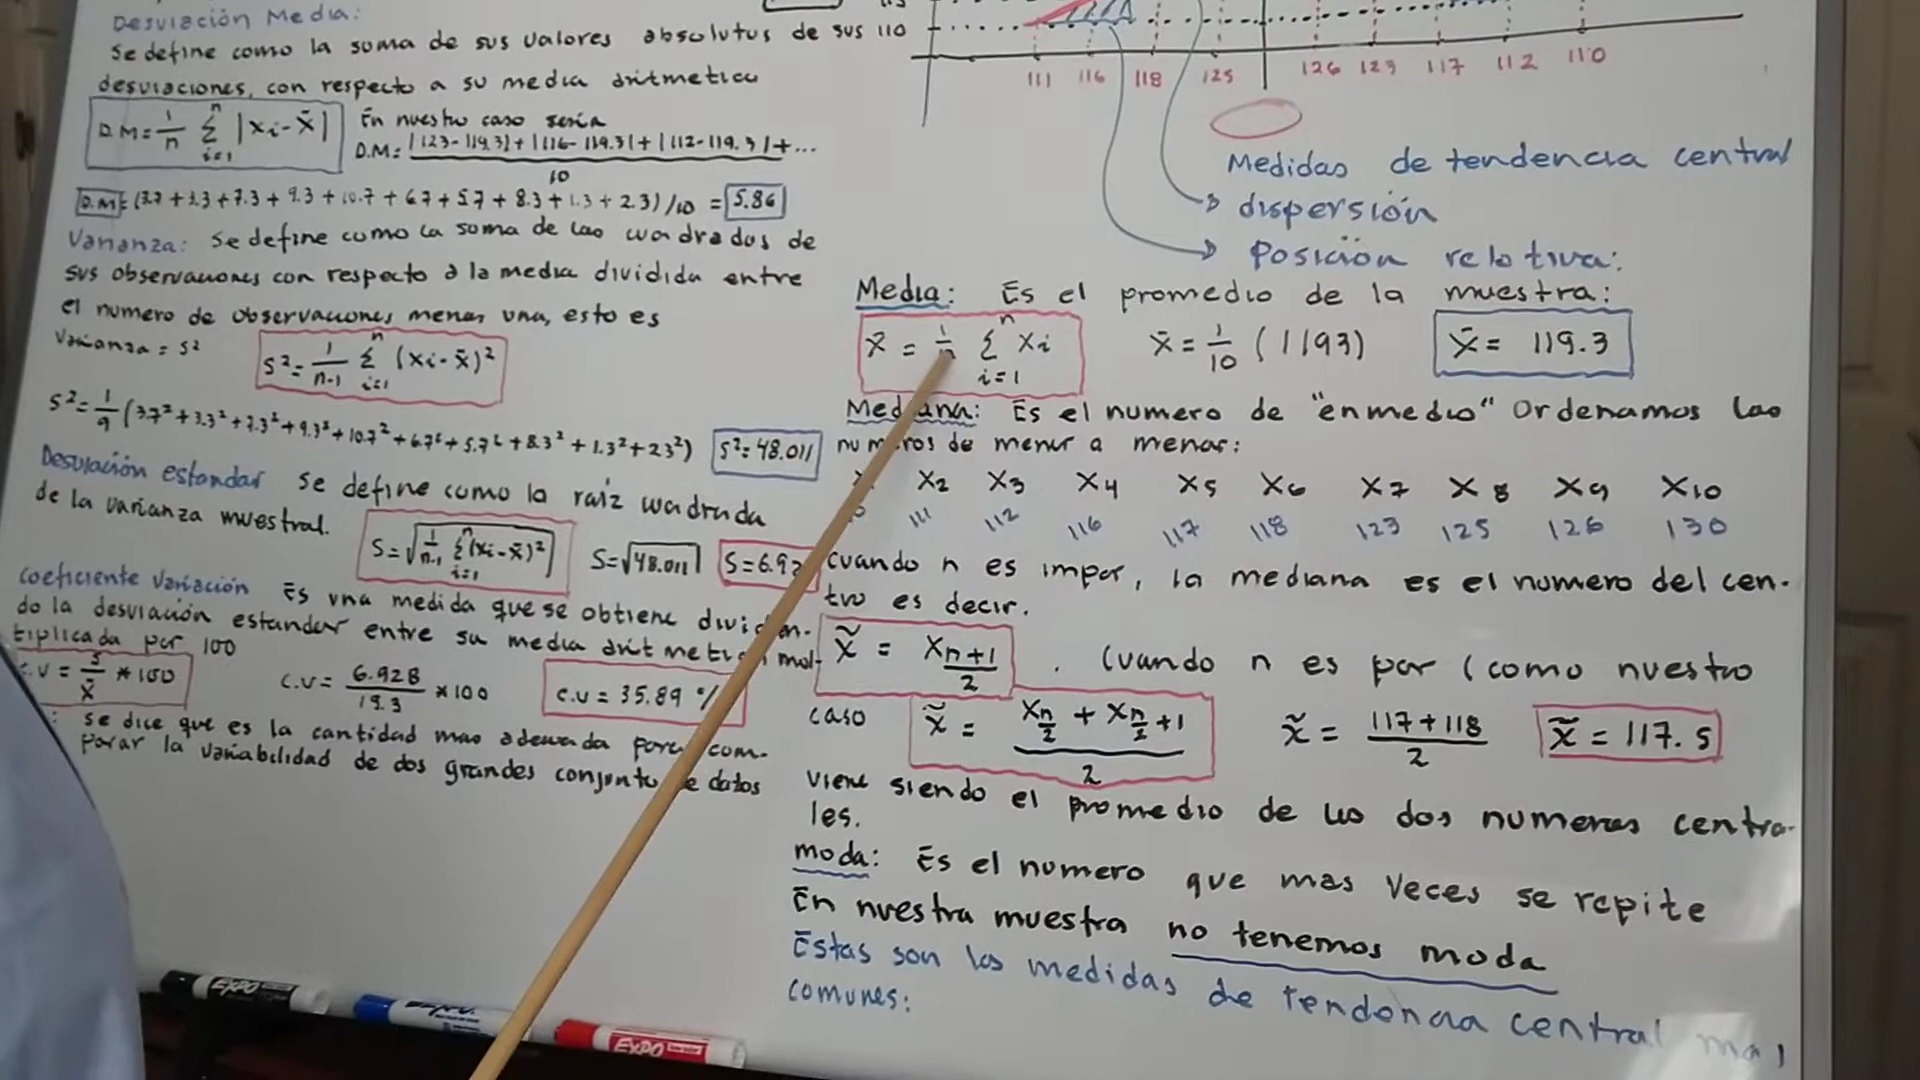 Desviación Media:
Se define como la suma de sus valores absolutos de sus
desviaciones, con respecto a su media aritmetica
D.M = 1/n Σ i=1 n |xi - x̄|
En nuestro caso seria
D.M = |123-119.3| + |116-119.3| + |112-119.3| + ... / 10
D.M = (3.7 + 3.3 + 7.3 + 9.3 + 10.7 + 6.7 + 5.7 + 8.3 + 1.3 + 2.3)/10 = 5.86
Varianza: Se define como la suma de los cuadrados de
sus observaciones con respecto a la media dividida entre
el numero de observaciones menos una, esto es
Varianza = S²
S² = 1/n-1 Σ i=1 n (xi - x̄)²
S² = 1/9 (3.7² + 3.3² + 7.3² + 9.3² + 10.7² + 6.7² + 5.7² + 8.3² + 1.3² + 2.3²) S² = 48.011
Desviación estandar se define como la raíz cuadrada
de la varianza muestral.
S = √(1/n-1 Σ i=1 n (xi - x̄)²) S = √48.011 S = 6.92
coeficiente Variación Es una medida que se obtiene dividien-
do la desviación estandar entre su media aritmetica mul-
tiplicada por 100
C.V = S/x̄ * 100 C.V = 6.928/19.3 * 100 C.V = 35.89 %
se dice que es la cantidad mas adecuada para com-
parar la variabilidad de dos grandes conjunto de datos
115
110
111 116 118 125 126 123 117 112 110
Medidas de tendencia central
dispersión
Posición relativa:
Media: Es el promedio de la muestra:
x̄ = 1/n Σ i=1 n xi x̄ = 1/10 (1193) x̄ = 119.3
Mediana: Es el numero de "enmedio" Ordenamos los
numeros de menor a menor:
X2 X3 X4 X5 X6 X7 X8 X9 X10
111 112 116 117 118 123 125 126 130
cuando n es impar, la mediana es el numero del cen-
tro es decir.
x̃ = X n+1/2 . Cuando n es par (como nuestro
caso x̃ = X n/2 + X n/2+1 / 2 x̃ = 117+118/2 x̃ = 117.5
Viene siendo el promedio de los dos numeros centra-
les.
moda: Es el numero que mas Veces se repite
En nuestra muestra no tenemos moda
Estas son las medidas de tendencia central mas
comunes:
EXPO
EXPO
EXPO